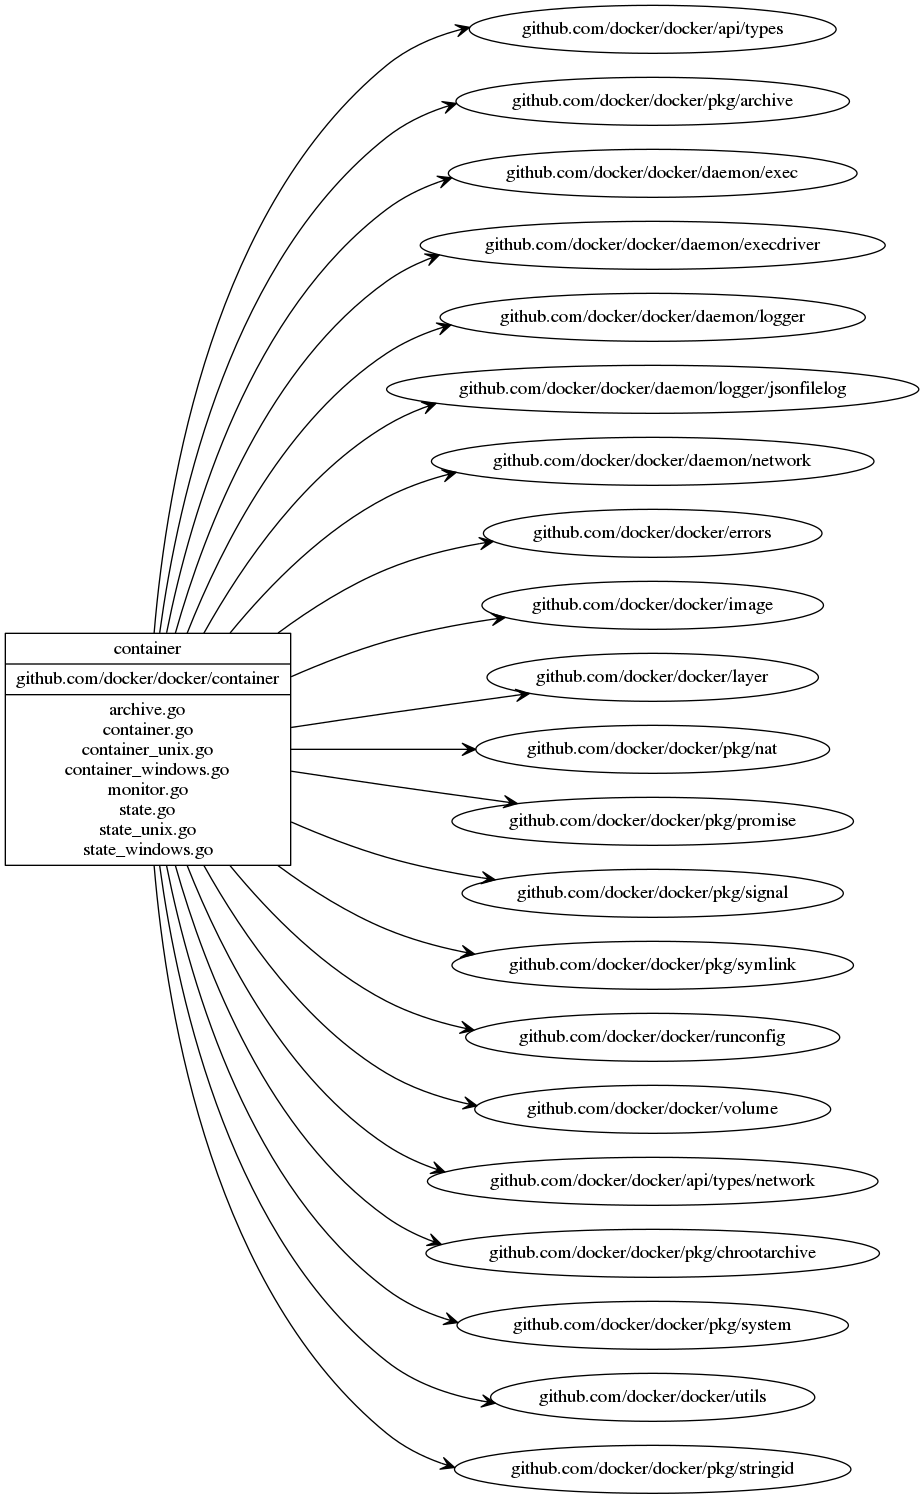 github.com/docker/docker/api/types
github.com/docker/docker/pkg/archive
github.com/docker/docker/daemon/exec
github.com/docker/docker/daemon/execdriver
github.com/docker/docker/daemon/logger
github.com/docker/docker/daemon/logger/jsonfilelog
github.com/docker/docker/daemon/network
github.com/docker/docker/errors
github.com/docker/docker/image
container
github.com/docker/docker/container
archive.go
container.go
container_unix.go
container_windows.go
monitor.go
state.go
state_unix.go
state_windows.go
github.com/docker/docker/layer
github.com/docker/docker/pkg/nat
github.com/docker/docker/pkg/promise
github.com/docker/docker/pkg/signal
github.com/docker/docker/pkg/symlink
github.com/docker/docker/runconfig
github.com/docker/docker/volume
github.com/docker/docker/api/types/network
github.com/docker/docker/pkg/chrootarchive
github.com/docker/docker/pkg/system
github.com/docker/docker/utils
github.com/docker/docker/pkg/stringid